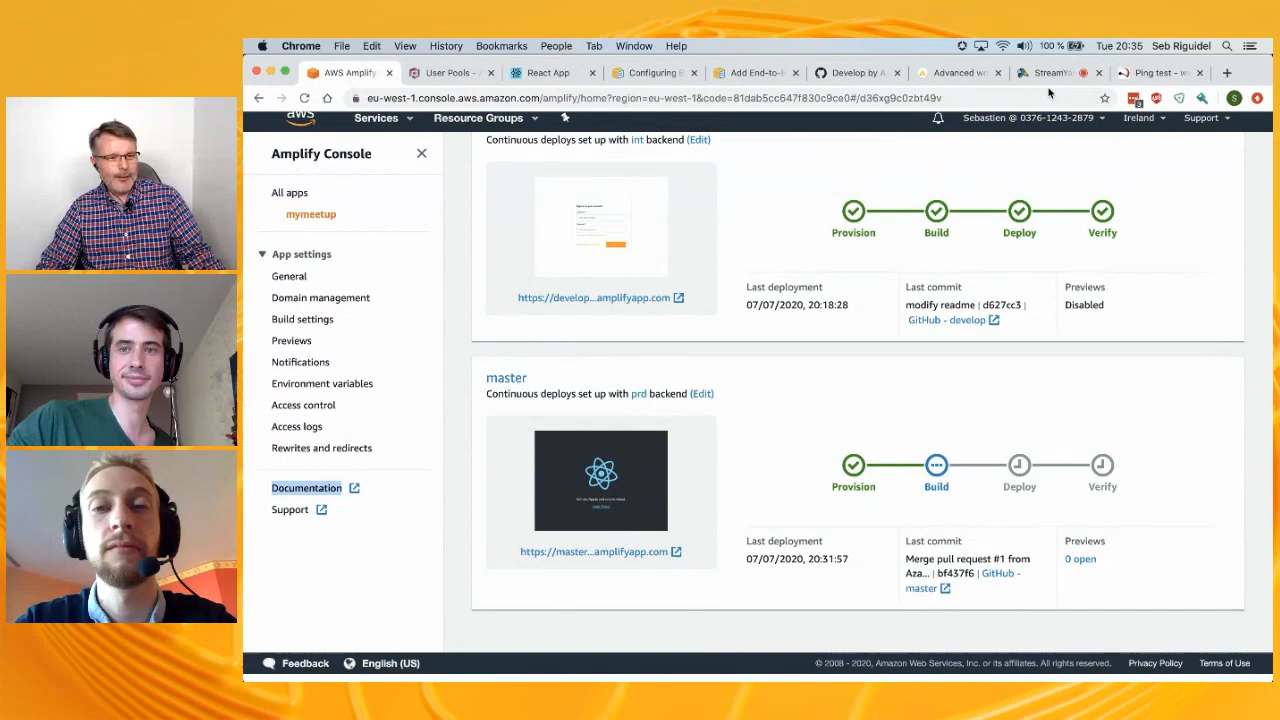 Chrome File Edit View History Bookmarks People Tab Window Help 100 % Tue 20:35 Seb Riguidel
AWS Amplify User Pools - A React App Configuring B Add End-to-E Develop by A Advanced wo StreamYa Ping test - w
eu-west-1.console.aws.amazon.com/amplify/home?region=eu-west-1&code=81dab5cc647f830c9ce0#/d36xg9c0zbt49v
aws Services Resource Groups Sebastien @ 0376-1243-2879 Ireland Support
Amplify Console
All apps
mymeetup
App settings
General
Domain management
Build settings
Previews
Notifications
Environment variables
Access control
Access logs
Rewrites and redirects
Documentation
Support
Continuous deploys set up with int backend (Edit)
https://develop...amplifyapp.com
Provision Build Deploy Verify
Last deployment
07/07/2020, 20:18:28
Last commit
modify readme | d627cc3 |
GitHub - develop
Previews
Disabled
master
Continuous deploys set up with prd backend (Edit)
https://master...amplifyapp.com
Provision Build Deploy Verify
Last deployment
07/07/2020, 20:31:57
Last commit
Merge pull request #1 from
Aza... | bf437f6 | GitHub -
master
Previews
0 open
Feedback English (US) © 2008 - 2020, Amazon Web Services, Inc. or its affiliates. All rights reserved. Privacy Policy Terms of Use